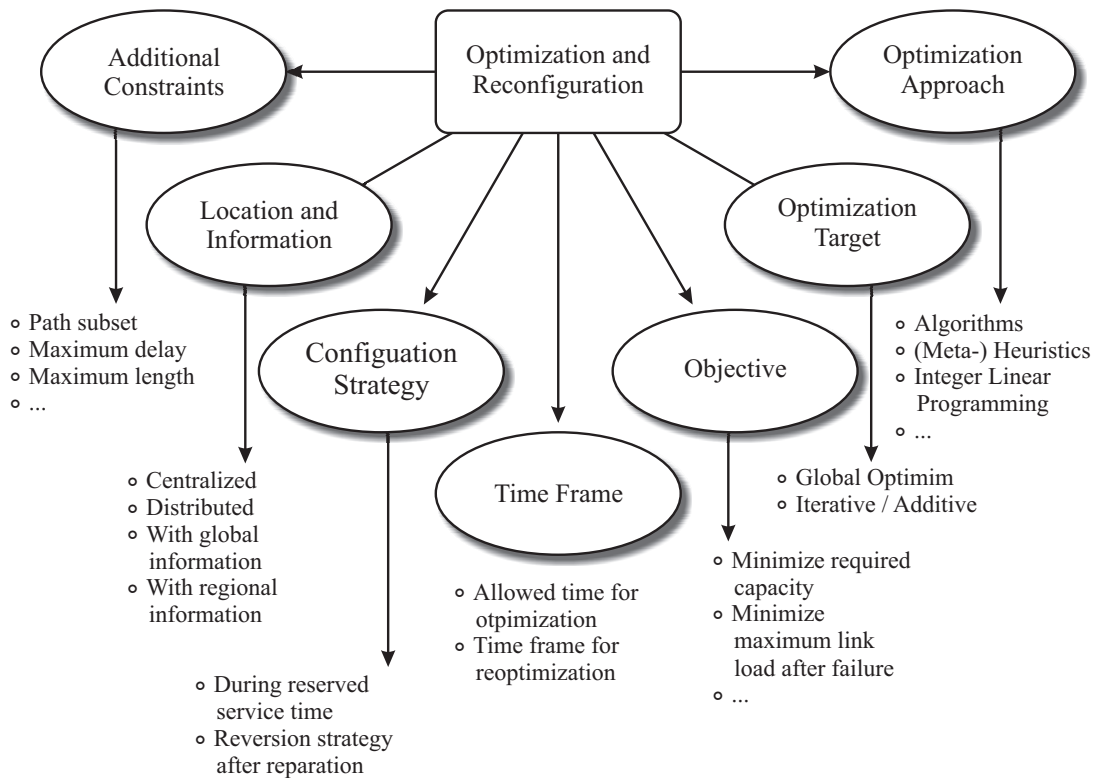 Additional
Constraints
Optimization and
Reconfiguration
Optimization
Approach
Location and
Information
Optimization
Target
Path subset
Maximum delay
Maximum length
...
Configuation
Strategy
Objective
Algorithms
(Meta-) Heuristics
Integer Linear
Programming
...
Centralized
Distributed
With global
information
With regional
information
Time Frame
Global Optimim
Iterative / Additive
Allowed time for
otpimization
Time frame for
reoptimization
Minimize required
capacity
Minimize
maximum link
load after failure
...
During reserved
service time
Reversion strategy
after reparation